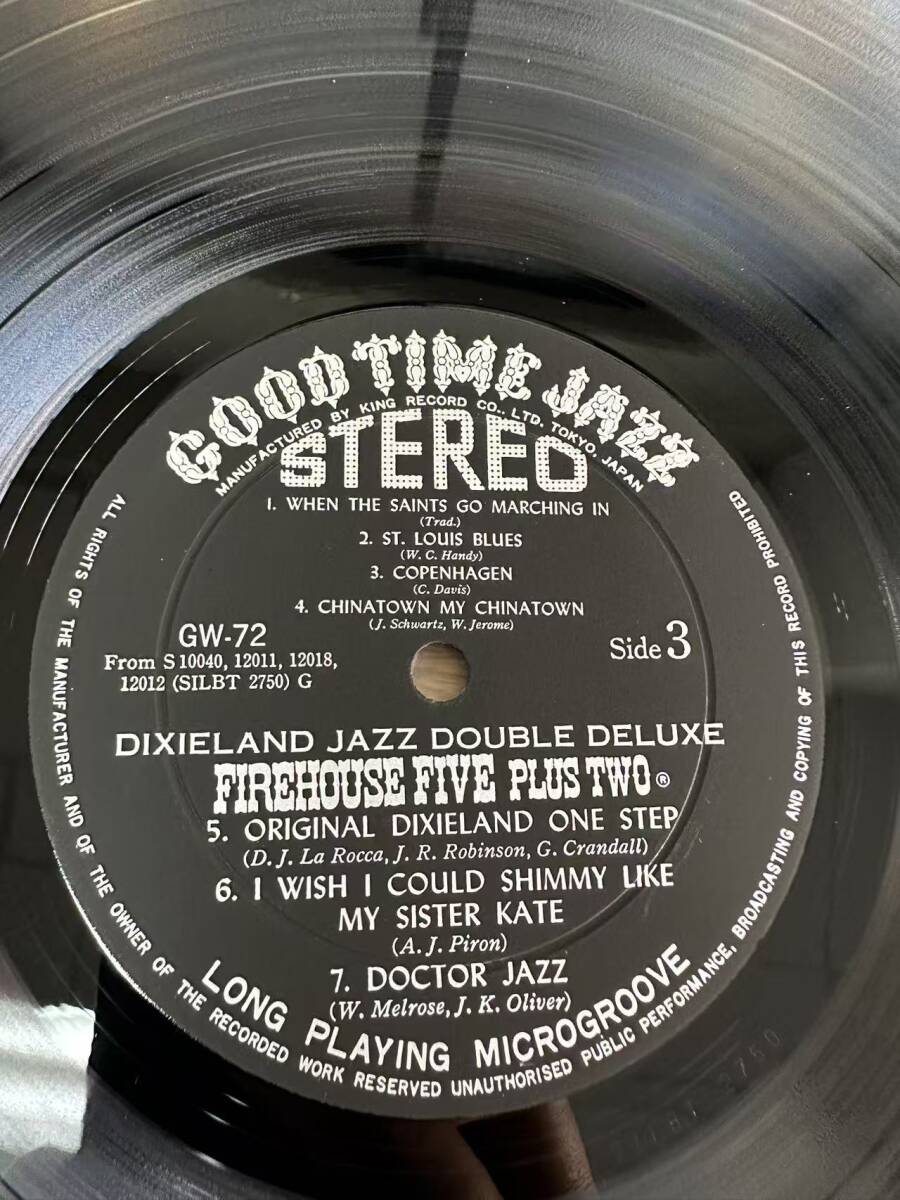 GOOD TIME JAZZ
MANUFACTURED BY KING RECORD CO., LTD. TOKYO, JAPAN
STEREO
1. WHEN THE SAINTS GO MARCHING IN
(Trad.)
2. ST. LOUIS BLUES
(W. C. Handy)
3. COPENHAGEN
(C. Davis)
4. CHINATOWN MY CHINATOWN
(J. Schwartz, W. Jerome)
GW-72
From S 10040, 12011, 12018,
12012 (SILBT 2750) G
Side 3
DIXIELAND JAZZ DOUBLE DELUXE
FIREHOUSE FIVE PLUS TWO®
5. ORIGINAL DIXIELAND ONE STEP
(D. J. La Rocca, J. R. Robinson, G. Crandall)
6. I WISH I COULD SHIMMY LIKE
MY SISTER KATE
(A. J. Piron)
7. DOCTOR JAZZ
(W. Melrose, J. K. Oliver)
LONG PLAYING MICROGROOVE
ALL RIGHTS OF THE MANUFACTURER AND OF THE OWNER OF THE RECORDED WORK RESERVED UNAUTHORISED PUBLIC PERFORMANCE, BROADCASTING AND COPYING OF THIS RECORD PROHIBITED